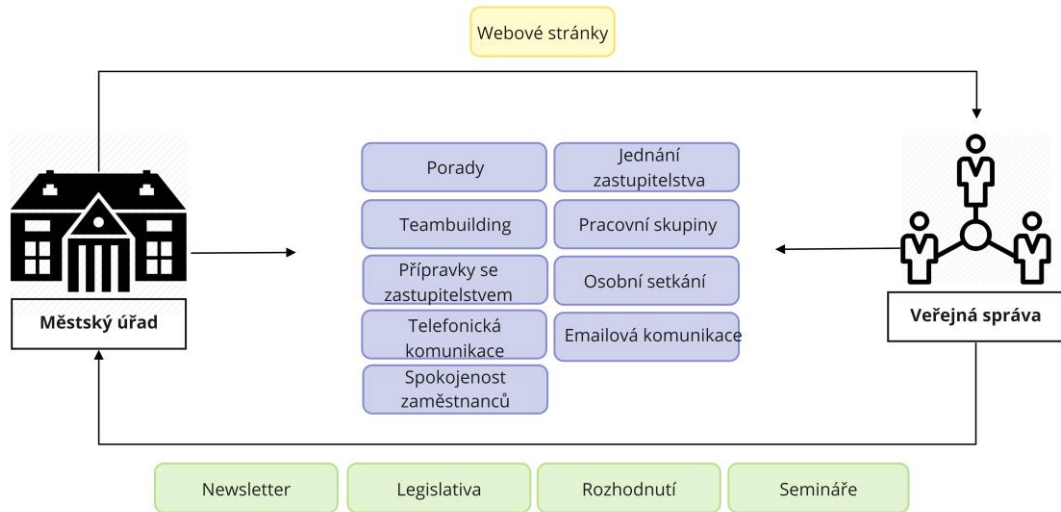 Webové stránky
Porady
Jednání
zastupitelstva
Teambuilding
Pracovní skupiny
Přípravky se
zastupitelstvem
Osobní setkání
Městský úřad
Veřejná správa
Telefonická
komunikace
Emailová komunikace
Spokojenost
zaměstnanců
Newsletter
Legislativa
Rozhodnutí
Semináře